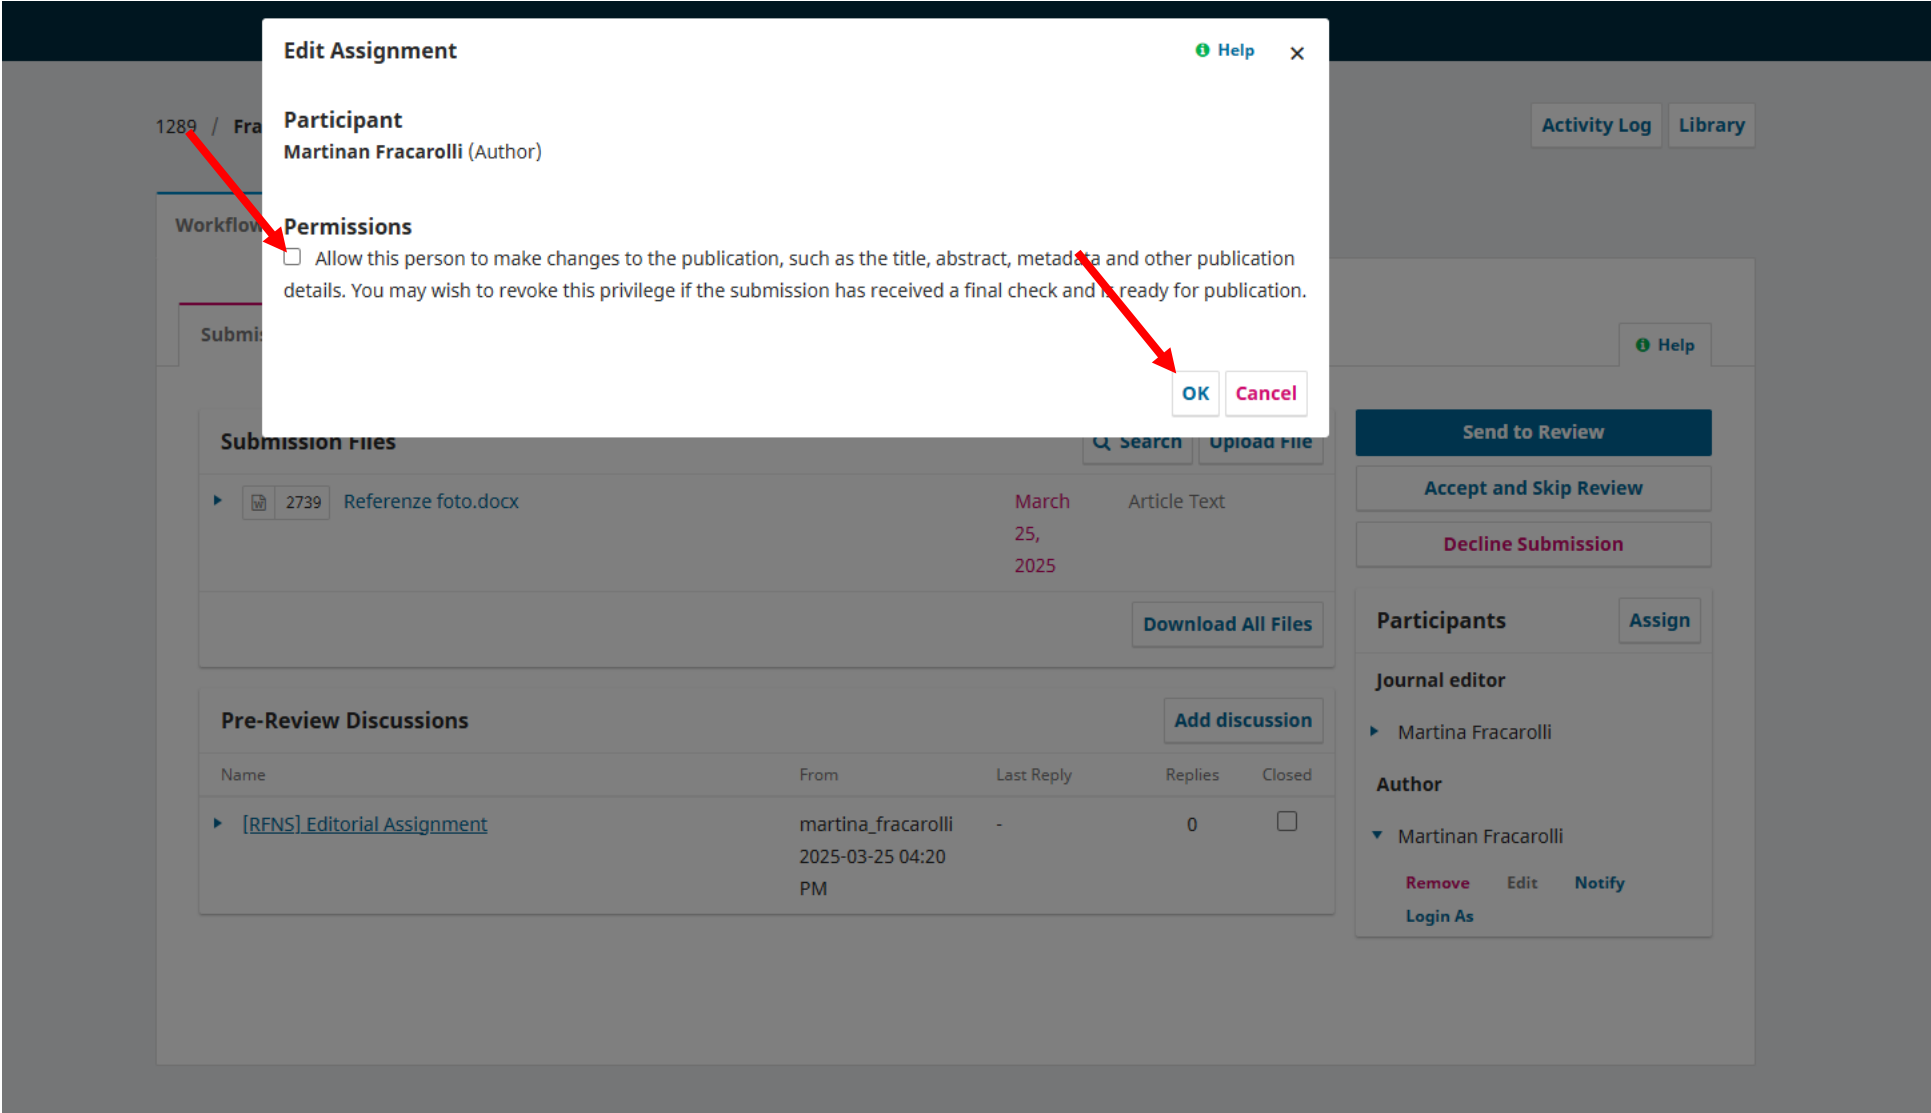 Edit Assignment
Help
Participant
Martinan Fracarolli (Author)
Permissions
Allow this person to make changes to the publication, such as the title, abstract, metadata and other publication
details. You may wish to revoke this privilege if the submission has received a final check and is ready for publication.
OK Cancel
1289 / Fra
Activity Log Library
Workflow
Submis
Help
Submission Files
Search Upload File
2739 Referenze foto.docx
March
25,
2025
Article Text
Download All Files
Pre-Review Discussions
Add discussion
Name From Last Reply Replies Closed
[RFNS] Editorial Assignment
martina_fracarolli
2025-03-25 04:20
PM
-
0
Send to Review
Accept and Skip Review
Decline Submission
Participants
Assign
Journal editor
Martina Fracarolli
Author
Martinan Fracarolli
Remove Edit Notify
Login As